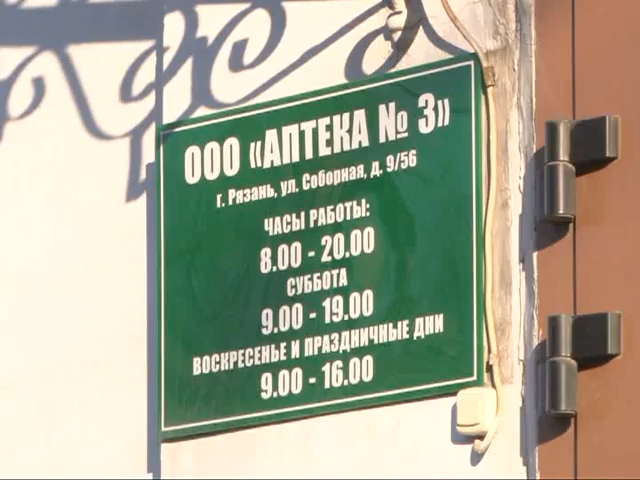 ООО «АПТЕКА № 3»
г. Рязань, ул. Соборная, д. 9/56
ЧАСЫ РАБОТЫ:
8.00 - 20.00
СУББОТА
9.00 - 19.00
ВОСКРЕСЕНЬЕ И ПРАЗДНИЧНЫЕ ДНИ
9.00 - 16.00